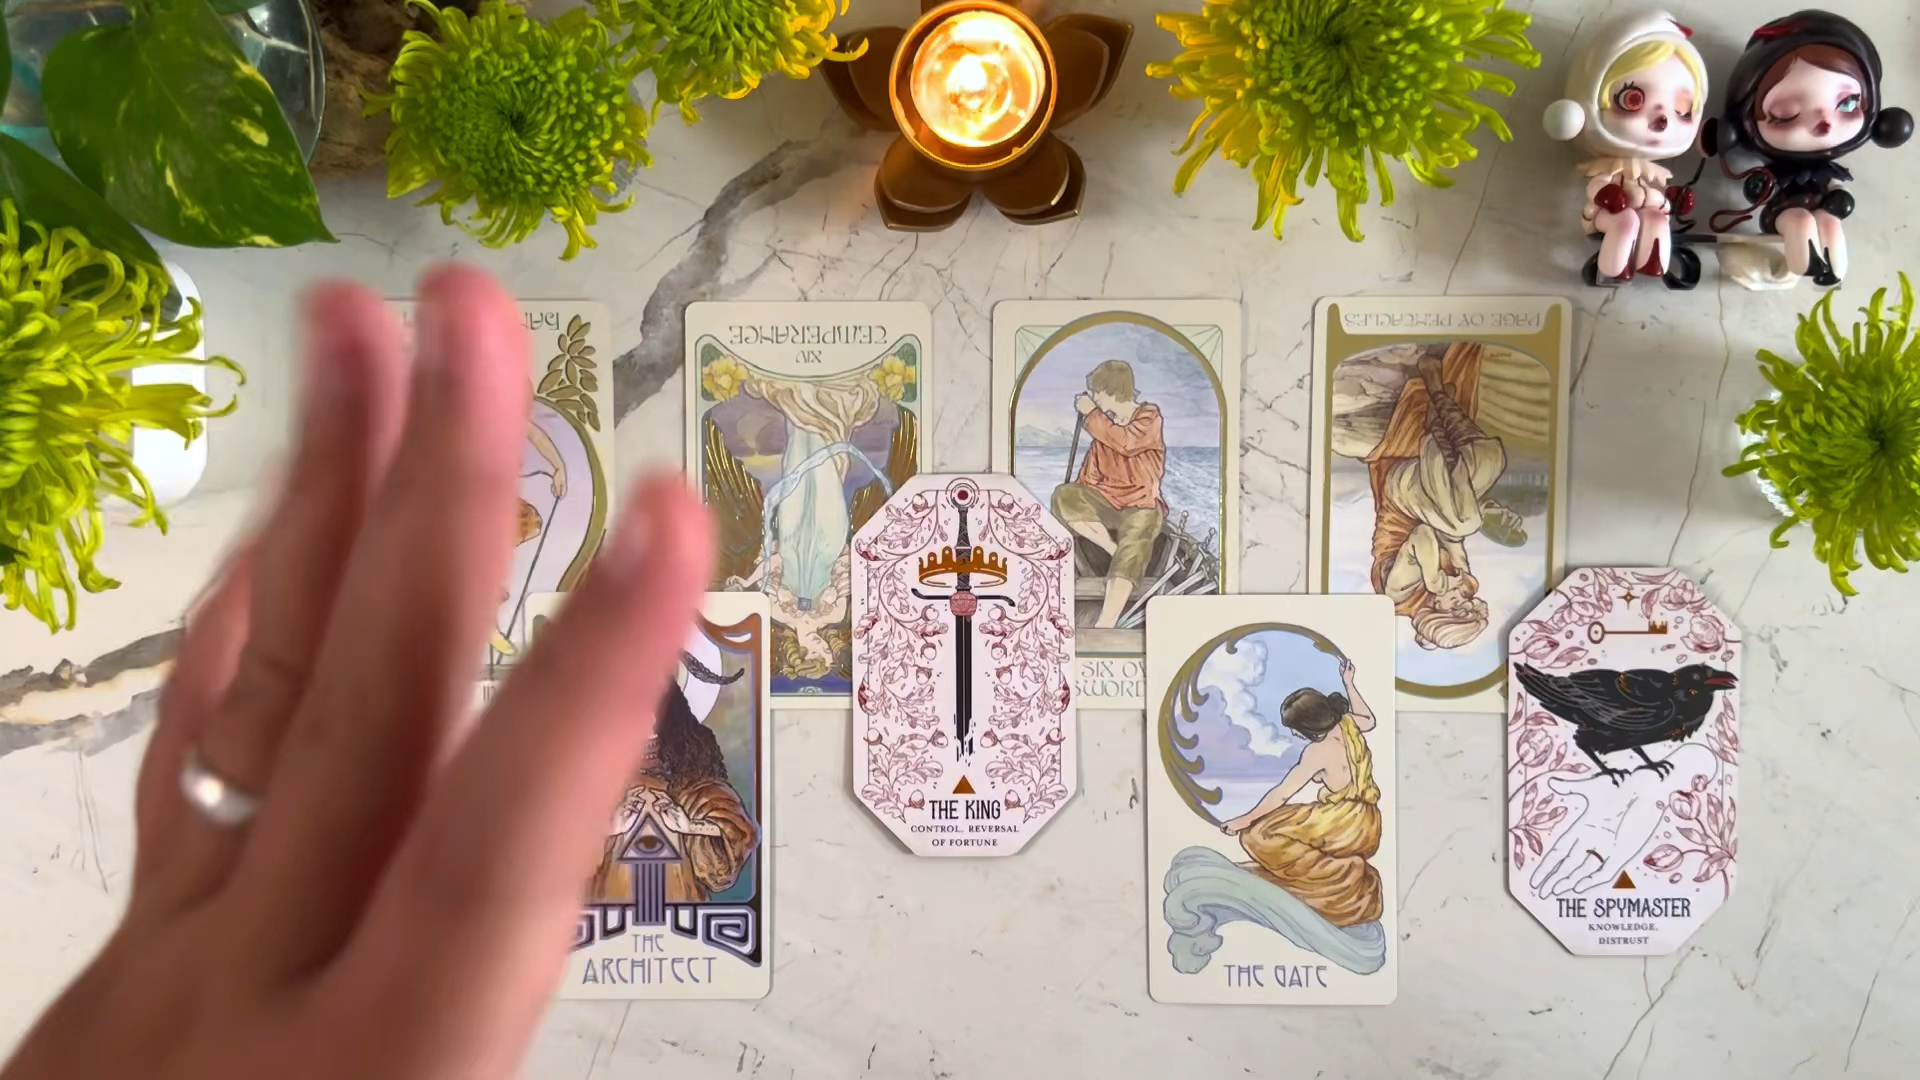 TEMPERANCE
XIV
PAGE OF PENTACLES
SIX OF
SWORD
THE KING
CONTROL, REVERSAL
OF FORTUNE
THE SPYMASTER
KNOWLEDGE,
DISTRUST
THE
ARCHITECT
THE GATE